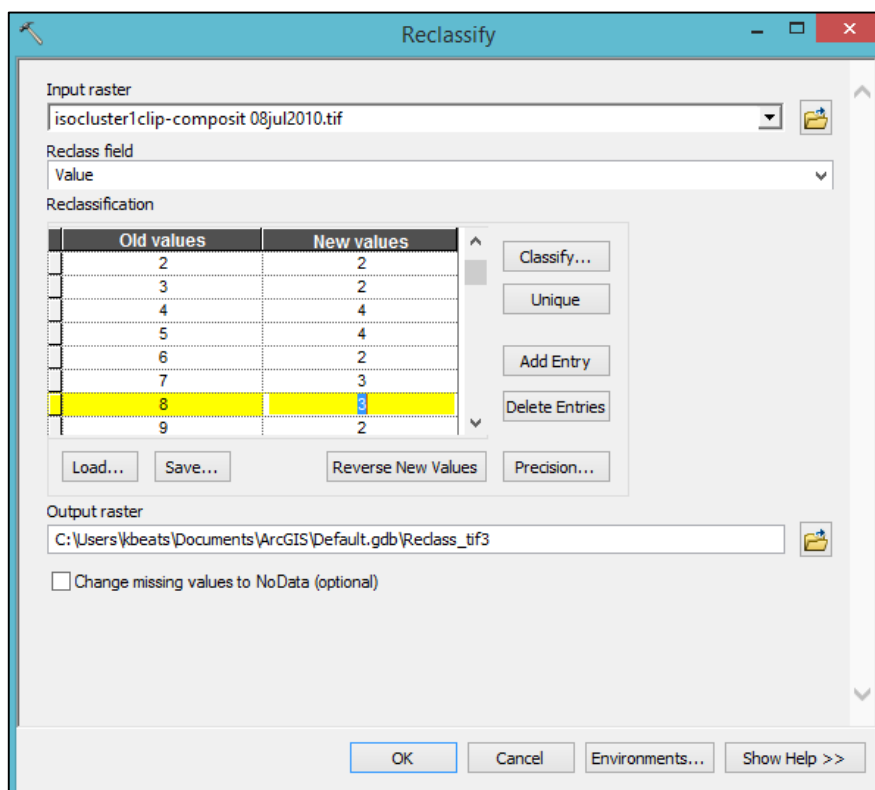 Reclassify
Input raster
isocluster1clip-composit 08jul2010.tif
Reclass field
Value
Reclassification
Old values New values
2 2
3 2
4 4
5 4
6 2
7 3
8 3
9 2
Classify...
Unique
Add Entry
Delete Entries
Load... Save... Reverse New Values Precision...
Output raster
C:\Users\kbeats\Documents\ArcGIS\Default.gdb\Reclass_tif3
Change missing values to NoData (optional)
OK Cancel Environments... Show Help >>